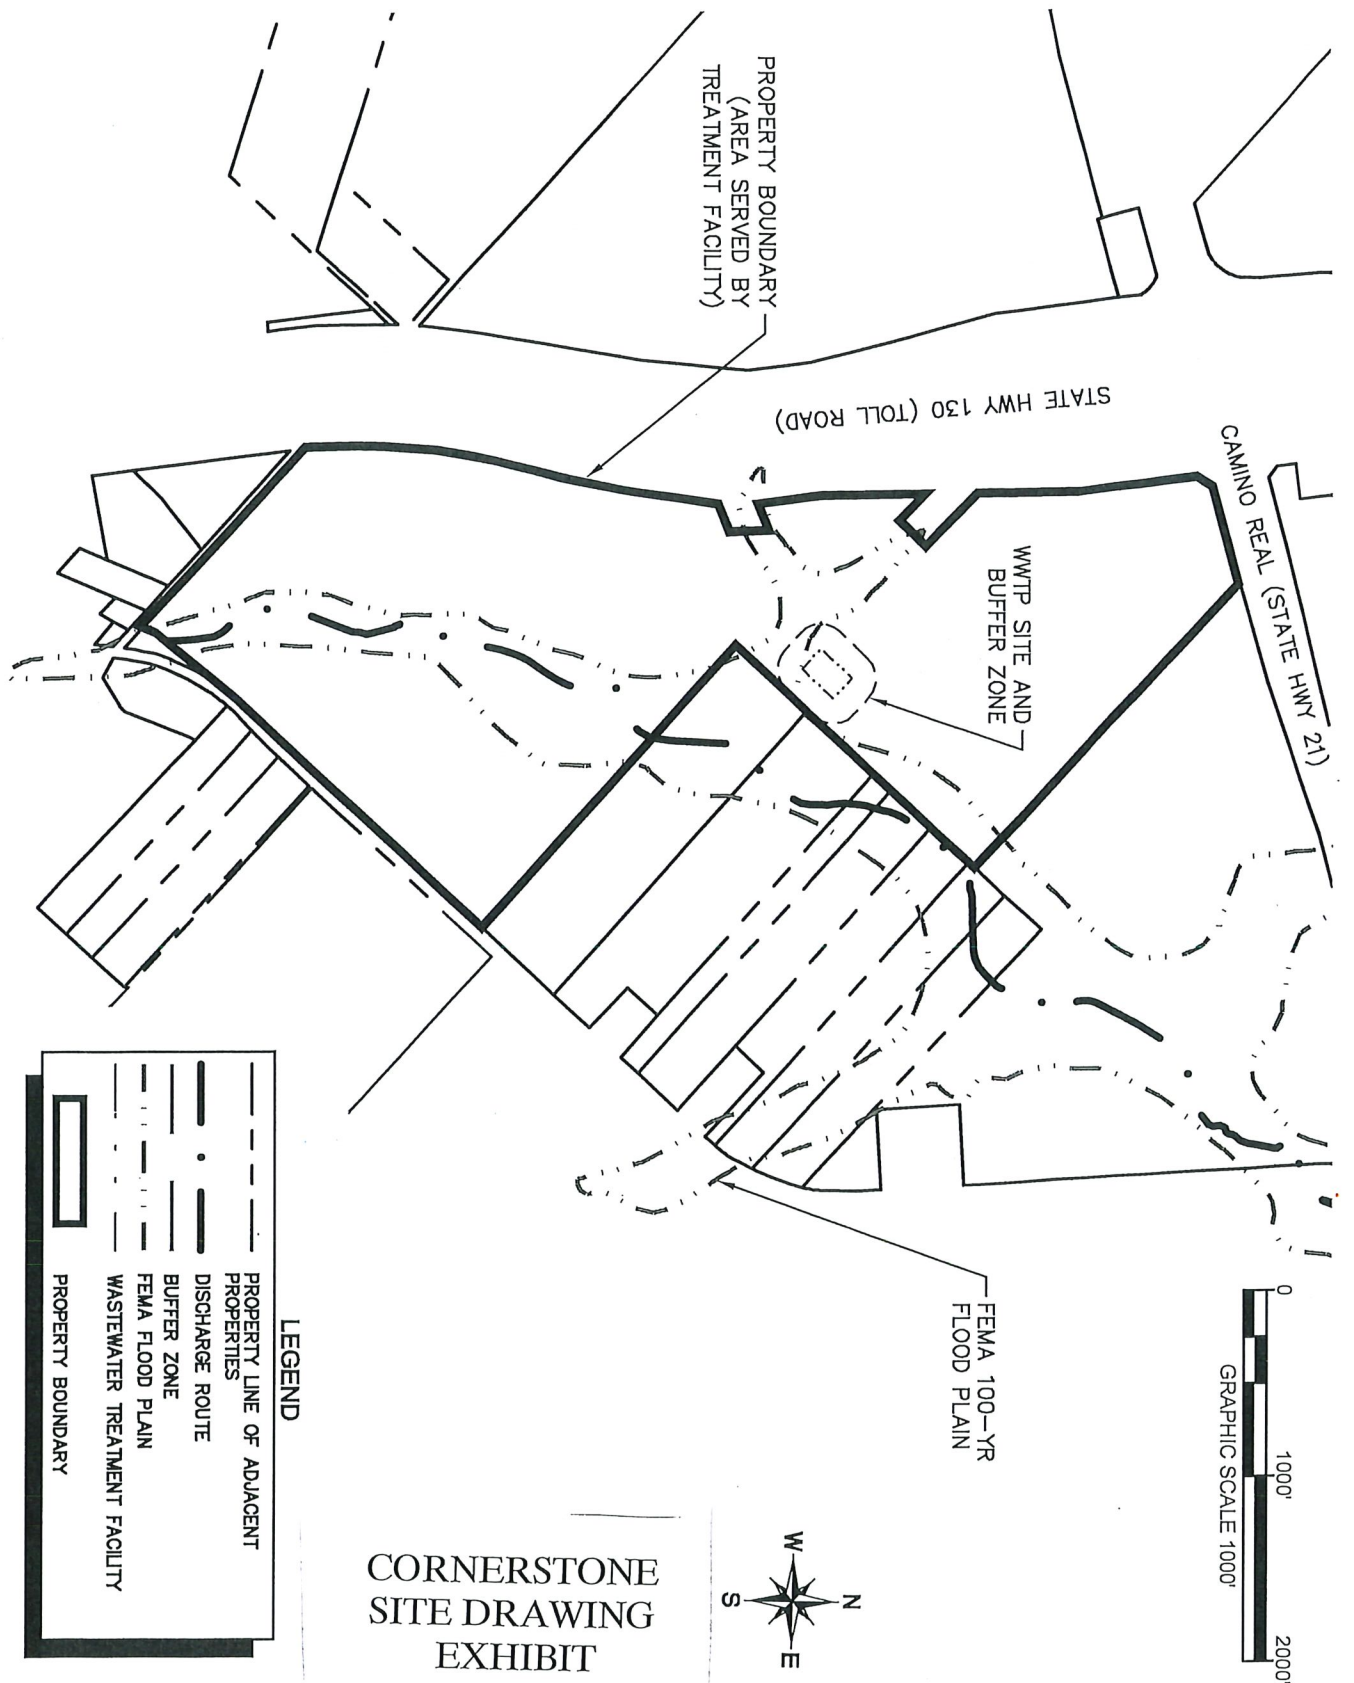 PROPERTY BOUNDARY
(AREA SERVED BY
TREATMENT FACILITY)
STATE HWY 130 (TOLL ROAD)
CAMINO REAL (STATE HWY 21)
WWTP SITE AND
BUFFER ZONE
FEMA 100-YR
FLOOD PLAIN
0 1000' 2000'
GRAPHIC SCALE 1000'
N
W
E
S
CORNERSTONE
SITE DRAWING
EXHIBIT
LEGEND
PROPERTY LINE OF ADJACENT
PROPERTIES
DISCHARGE ROUTE
BUFFER ZONE
FEMA FLOOD PLAIN
WASTEWATER TREATMENT FACILITY
PROPERTY BOUNDARY